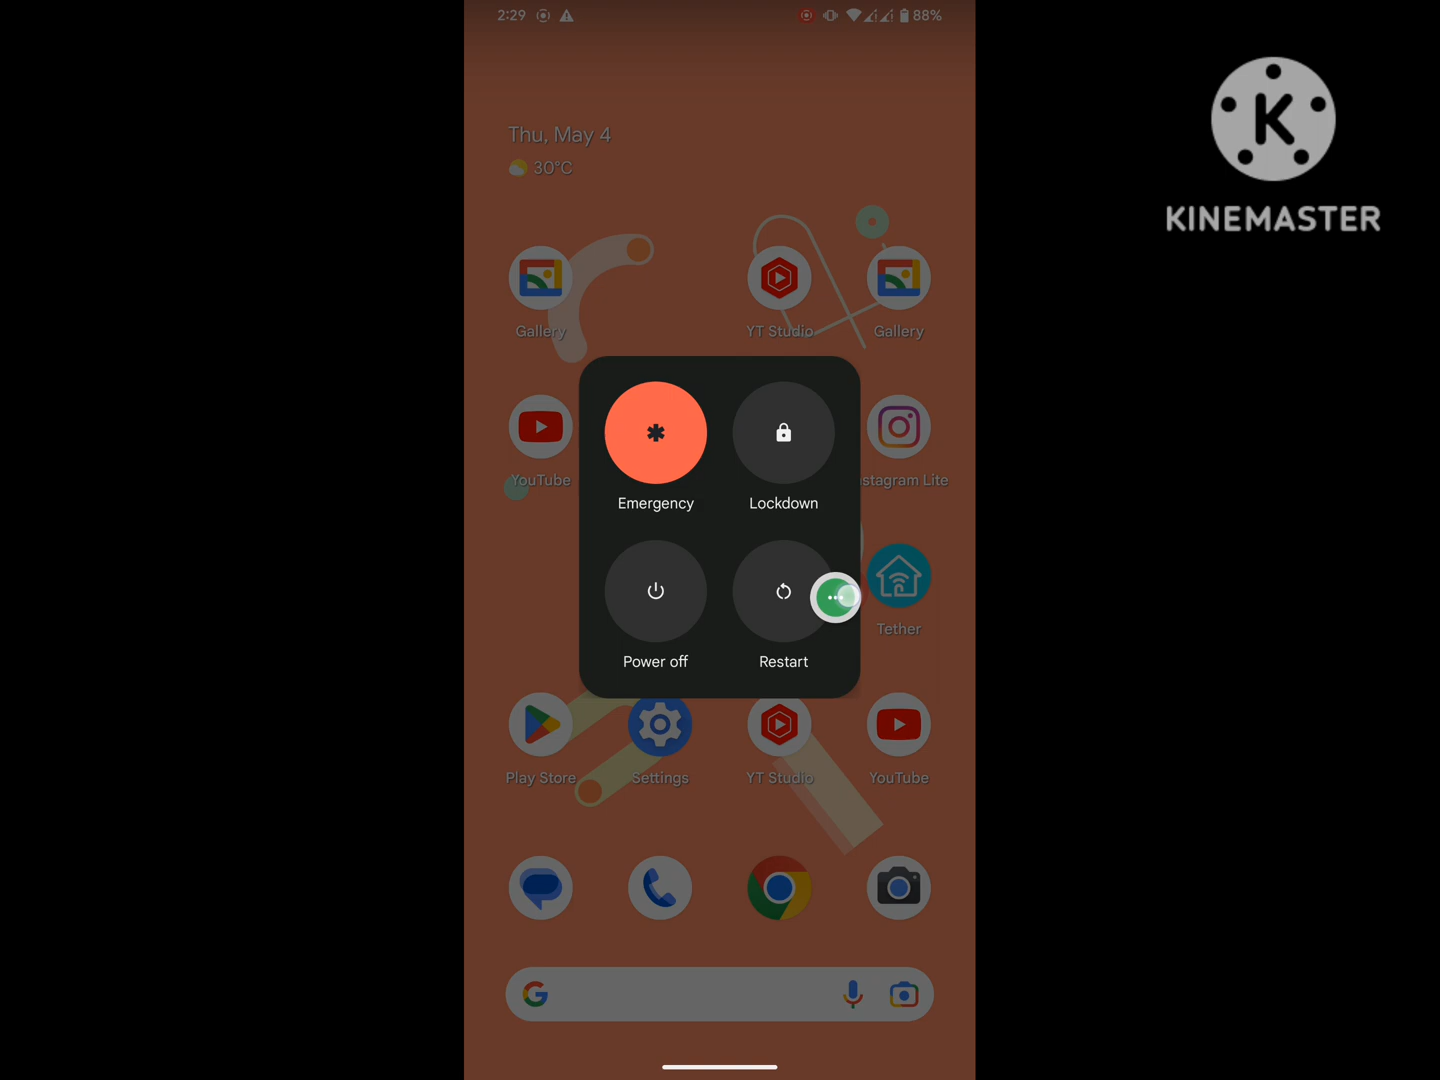 2:29
88%
K
KINEMASTER
Thu, May 4
30°C
Gallery
YT Studio
Gallery
YouTube
stagram Lite
Emergency
Lockdown
Tether
Power off
Restart
Play Store
Settings
YT Studio
YouTube
G